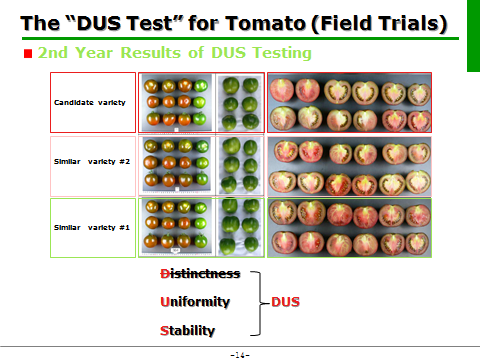 The “DUS Test” for Tomato (Field Trials)
2nd Year Results of DUS Testing
Candidate variety
Similar variety #2
Similar variety #1
Distinctness
Uniformity
DUS
Stability
-14-